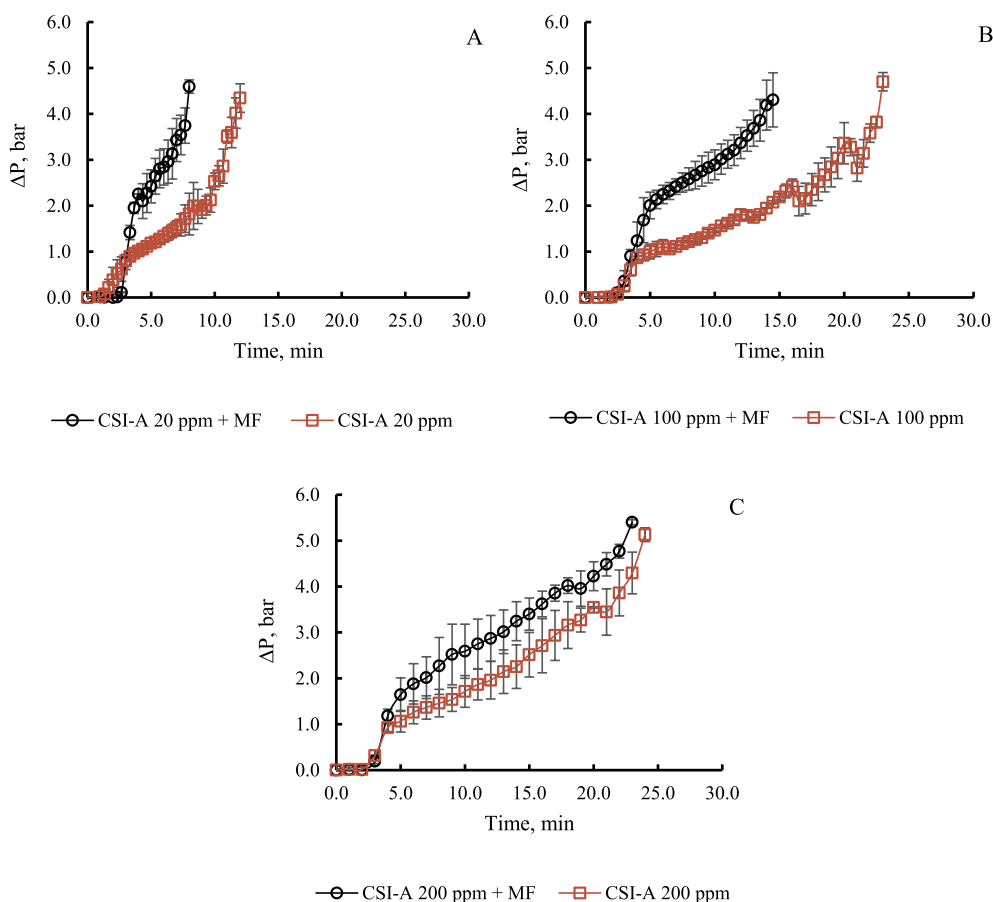 A
6.0
5.0
4.0
3.0
2.0
1.0
0.0
ΔP, bar
0.0 5.0 10.0 15.0 20.0 25.0 30.0
Time, min
CSI-A 20 ppm + MF CSI-A 20 ppm
B
6.0
5.0
4.0
3.0
2.0
1.0
0.0
ΔP, bar
0.0 5.0 10.0 15.0 20.0 25.0 30.0
Time, min
CSI-A 100 ppm + MF CSI-A 100 ppm
C
6.0
5.0
4.0
3.0
2.0
1.0
0.0
ΔP, bar
0.0 5.0 10.0 15.0 20.0 25.0 30.0
Time, min
CSI-A 200 ppm + MF CSI-A 200 ppm